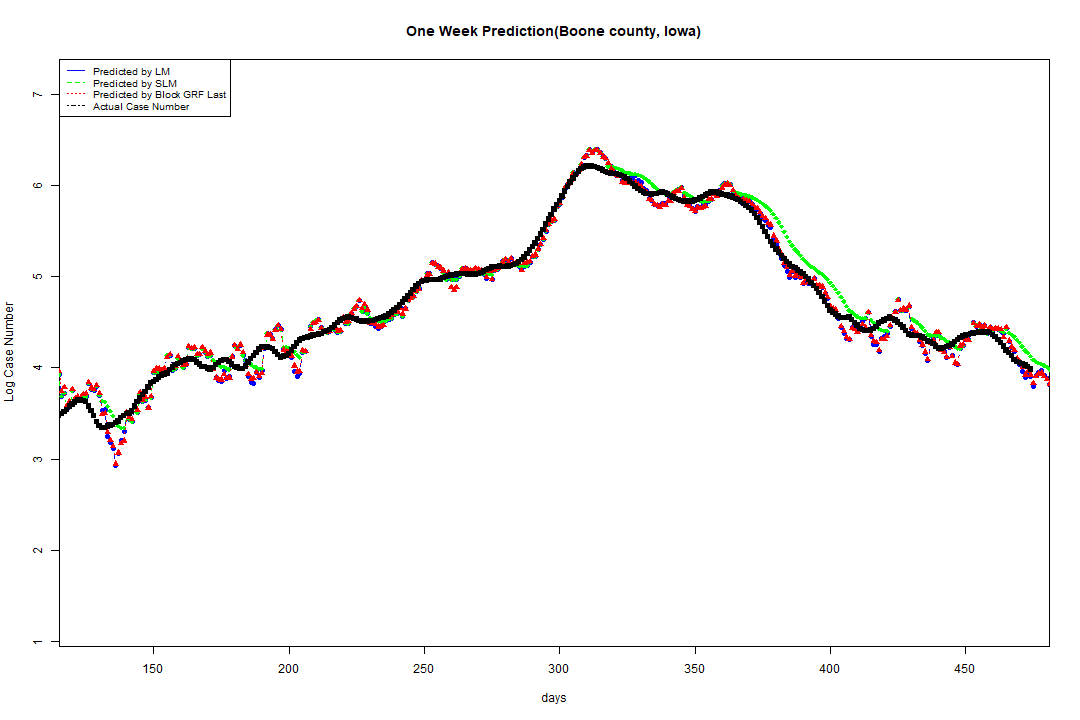 One Week Prediction(Boone county, Iowa)
Predicted by LM
Predicted by SLM
Predicted by Block GRF Last
Actual Case Number
Log Case Number
7
6
5
4
3
2
1
150 200 250 300 350 400 450
days